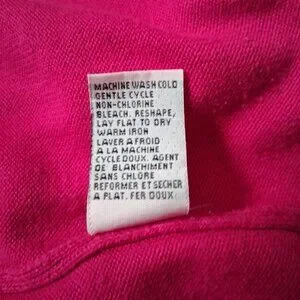 MACHINE WASH COLD
GENTLE CYCLE
NON-CHLORINE
BLEACH. RESHAPE,
LAY FLAT TO DRY
WARM IRON
LAVER A FROID
A LA MACHINE
CYCLE DOUX. AGENT
DE BLANCHIMENT
SANS CHLORE
REFORMER ET SECHER
A PLAT. FER DOUX